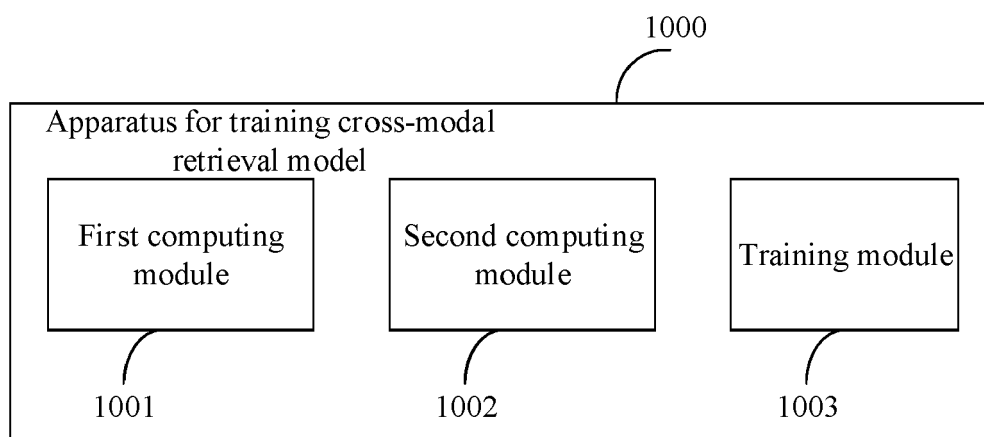 1000
Apparatus for training cross-modal
retrieval model
First computing
module
Second computing
module
Training module
1001
1002
1003